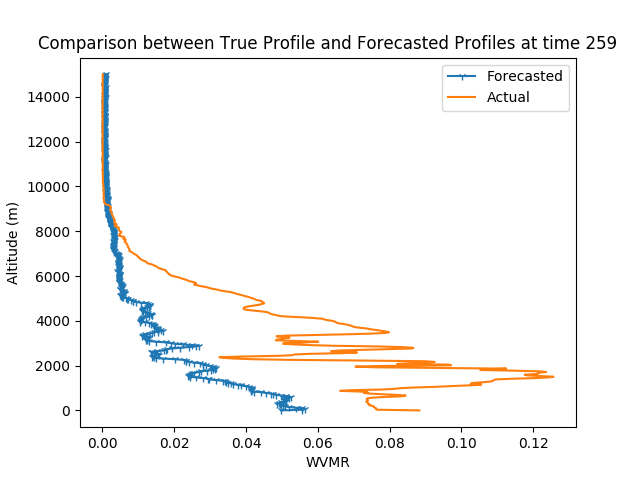 Comparison between True Profile and Forecasted Profiles at time 259
Forecasted
Actual
Altitude (m)
14000
12000
10000
8000
6000
4000
2000
0
0.00 0.02 0.04 0.06 0.08 0.10 0.12
WVMR